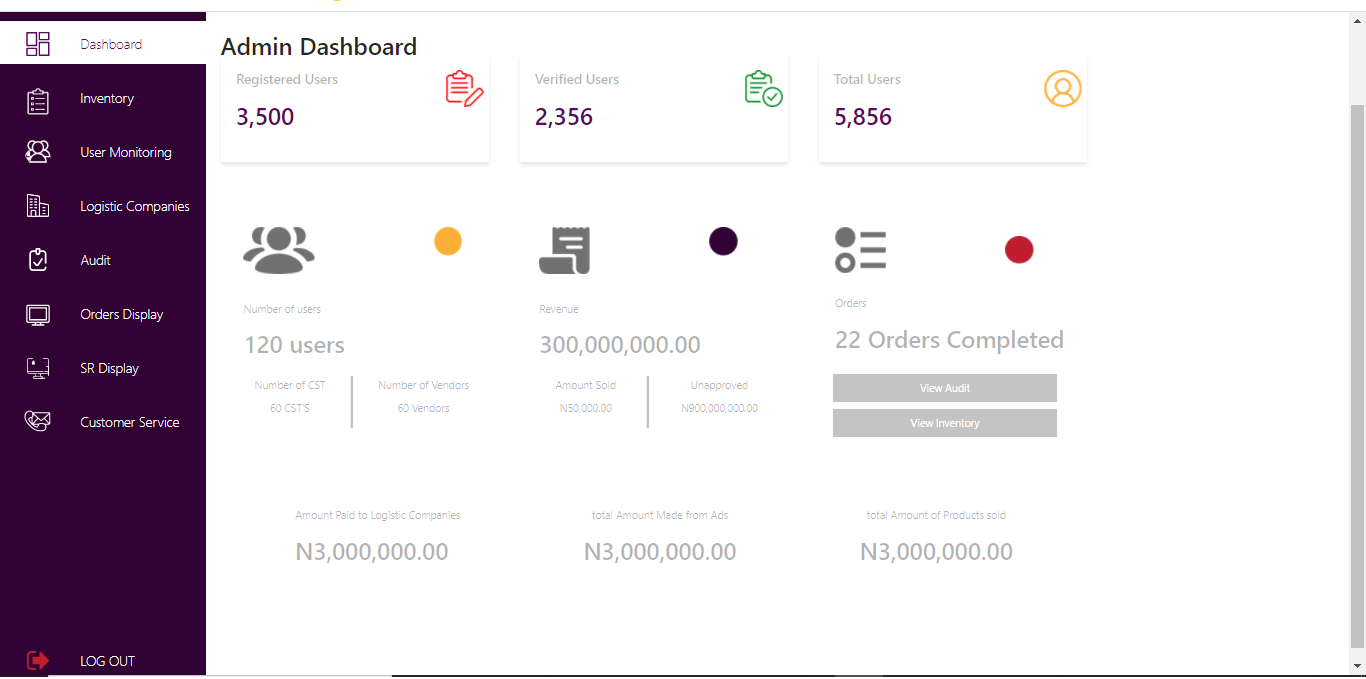 Dashboard
Inventory
User Monitoring
Logistic Companies
Audit
Orders Display
SR Display
Customer Service
LOG OUT
Admin Dashboard
Registered Users
3,500
Verified Users
2,356
Total Users
5,856
Number of users
120 users
Number of CST
60 CST'S
Number of Vendors
60 Vendors
Revenue
300,000,000.00
Amount Sold
N50,000.00
Unapproved
N900,000,000.00
Orders
22 Orders Completed
View Audit
View Inventory
Amount Paid to Logistic Companies
N3,000,000.00
total Amount Made from Ads
N3,000,000.00
total Amount of Products sold
N3,000,000.00